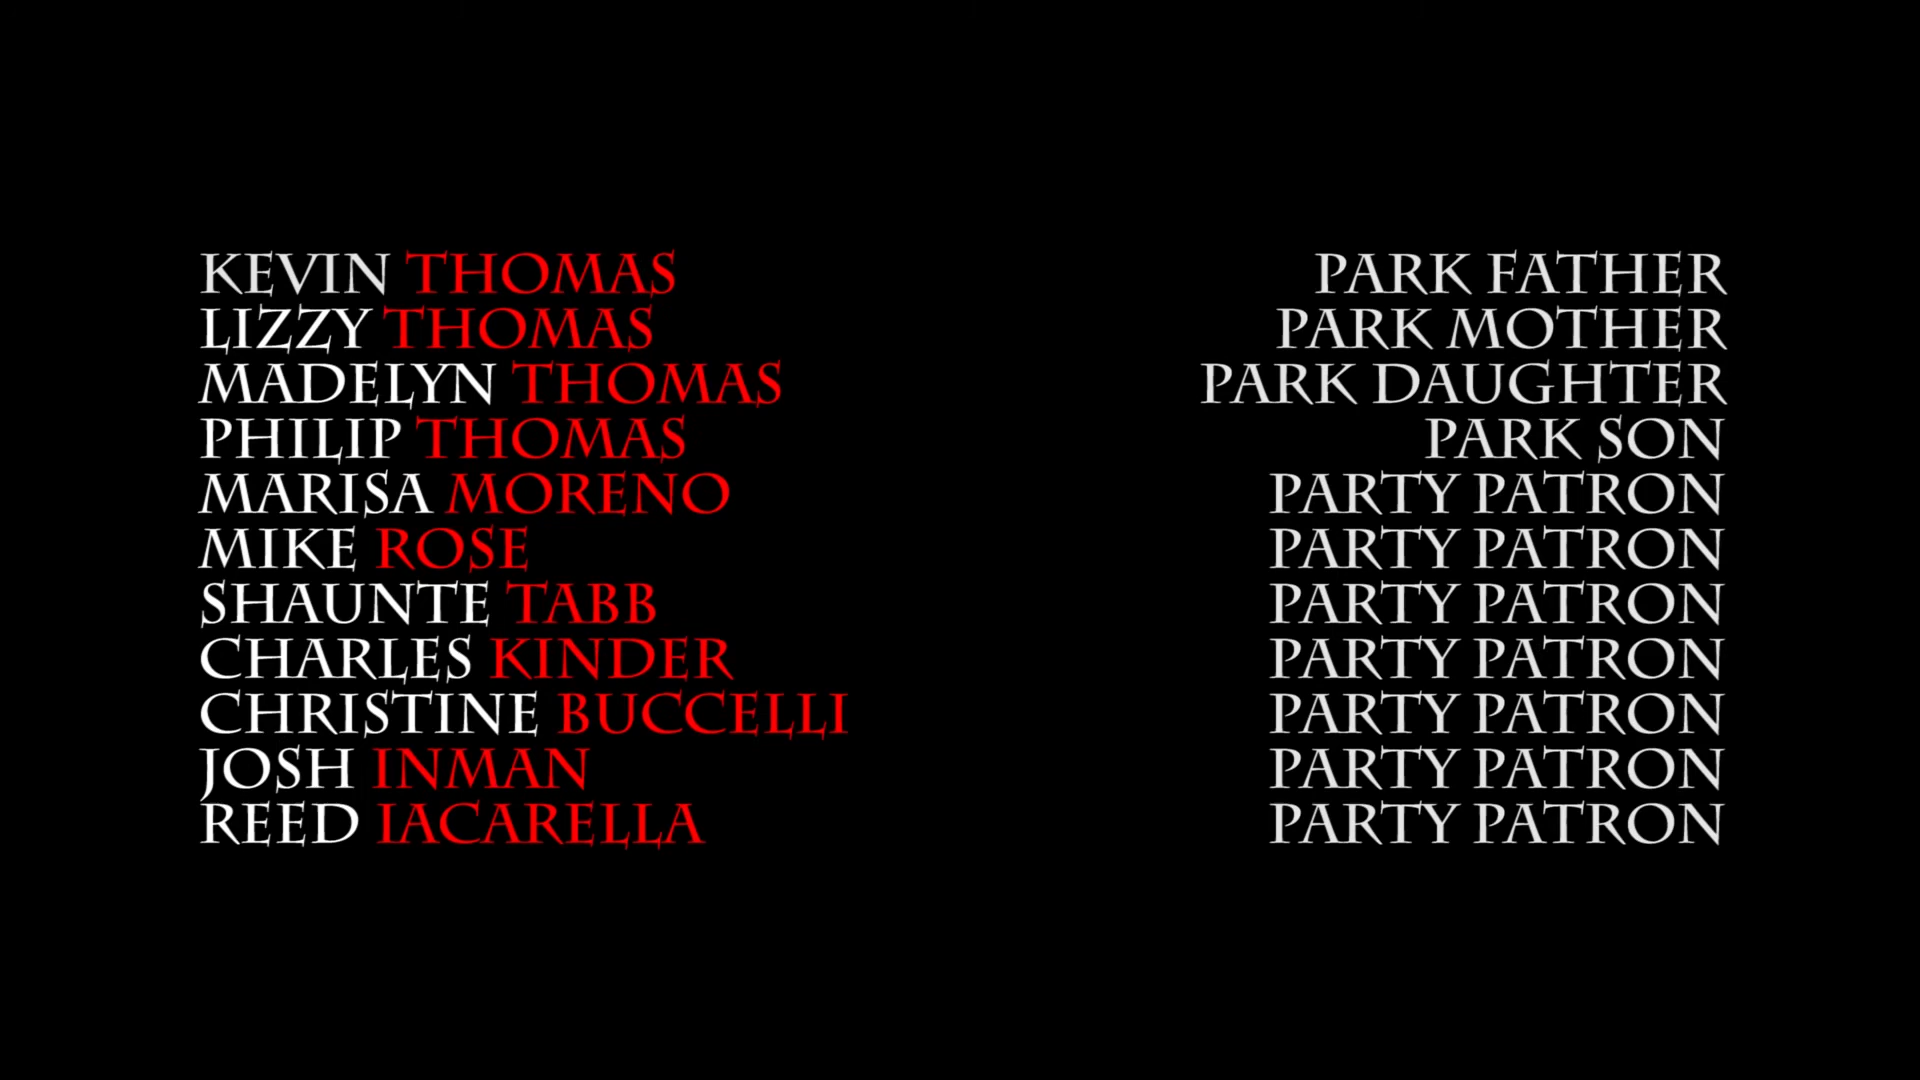 KEVIN THOMAS PARK FATHER
LIZZY THOMAS PARK MOTHER
MADELYN THOMAS PARK DAUGHTER
PHILIP THOMAS PARK SON
MARISA MORENO PARTY PATRON
MIKE ROSE PARTY PATRON
SHAUNTE TABB PARTY PATRON
CHARLES KINDER PARTY PATRON
CHRISTINE BUCCELLI PARTY PATRON
JOSH INMAN PARTY PATRON
REED IACARELLA PARTY PATRON